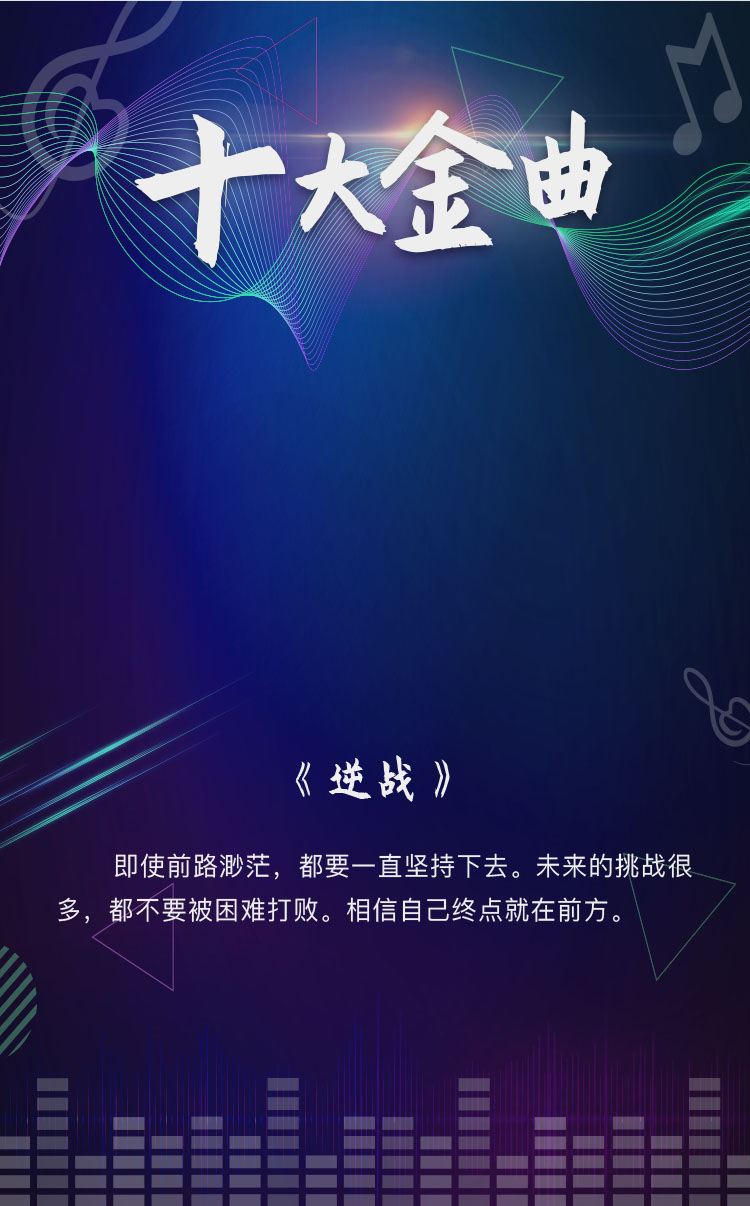 十大金曲
《逆战》
即使前路渺茫，都要一直坚持下去。未来的挑战很
多，都不要被困难打败。相信自己终点就在前方。